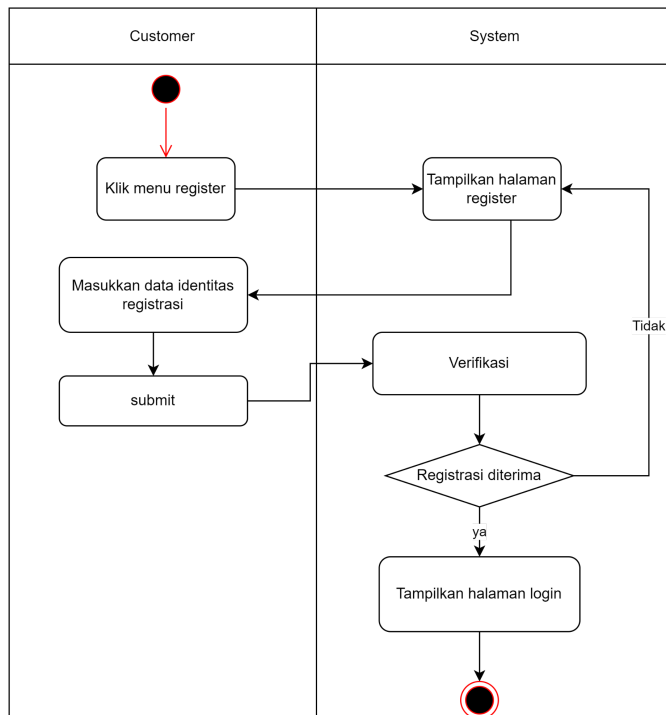 Customer
System
Klik menu register
Tampilkan halaman
register
Masukkan data identitas
registrasi
Tidak
Verifikasi
submit
Registrasi diterima
ya
Tampilkan halaman login